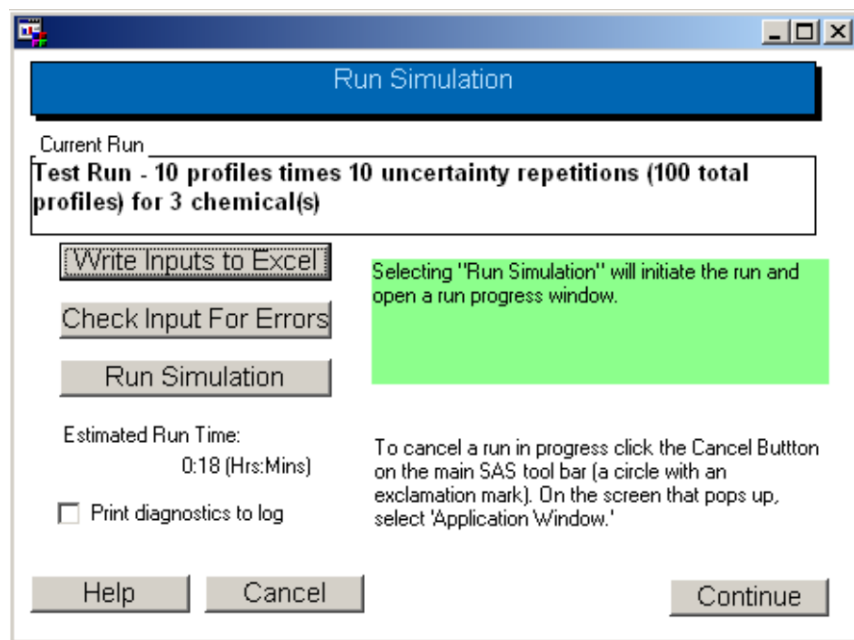 Run Simulation
Current Run
Test Run - 10 profiles times 10 uncertainty repetitions (100 total
profiles) for 3 chemical(s)
Write Inputs to Excel
Check Input For Errors
Run Simulation
Selecting "Run Simulation" will initiate the run and
open a run progress window.
Estimated Run Time:
0:18 (Hrs:Mins)
Print diagnostics to log
To cancel a run in progress click the Cancel Buttton
on the main SAS tool bar (a circle with an
exclamation mark). On the screen that pops up,
select 'Application Window.'
Help
Cancel
Continue